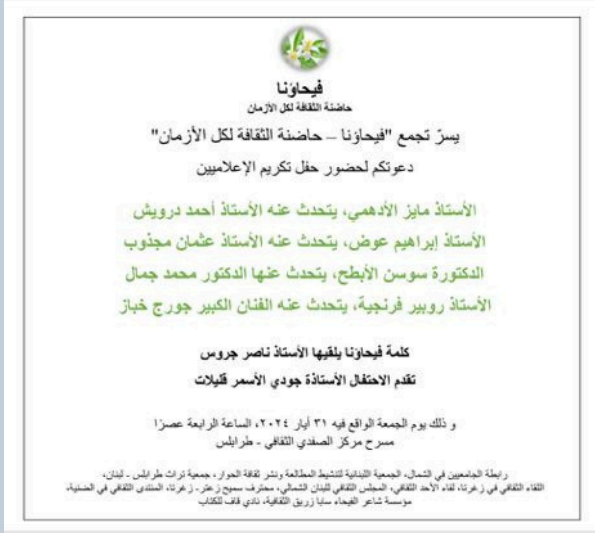 فيحاؤنا
حاضنة الثقافة لكل الأزمان
يسرّ تجمع "فيحاؤنا – حاضنة الثقافة لكل الأزمان"
دعوتكم لحضور حفل تكريم الإعلاميين
الأستاذ مايز الأدهمي، يتحدث عنه الأستاذ أحمد درويش
الأستاذ إبراهيم عوض، يتحدث عنه الأستاذ عثمان مجذوب
الدكتورة سوسن الأبطح، يتحدث عنها الدكتور محمد جمال
الأستاذ روبير فرنجية، يتحدث عنه الفنان الكبير جورج خباز
كلمة فيحاؤنا يلقيها الأستاذ ناصر جروس
تقدم الاحتفال الأستاذة جودي الأسمر قليلات
و ذلك يوم الجمعة الواقع فيه ٣١ أيار ٢٠٢٤، الساعة الرابعة عصرًا
مسرح مركز الصفدي الثقافي - طرابلس
رابطة الجامعيين في الشمال، الجمعية اللبنانية لتنشيط المطالعة ونشر ثقافة الحوار، جمعية تراث طرابلس - لبنان،
اللقاء الثقافي في زغرتا، لقاء الأحد الثقافي، المجلس الثقافي للبنان الشمالي، محترف سميح زعتر - زغرتا، المنتدى الثقافي في الضنية،
مؤسسة شاعر الفيحاء سابا زريق الثقافية، نادي قاف للكتاب